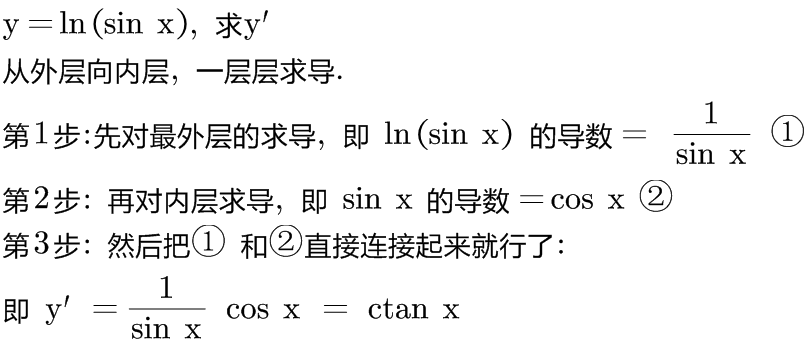 y = ln (sin x), 求y′
从外层向内层, 一层层求导.
第1步:先对最外层的求导, 即 ln (sin x) 的导数 = 1/sin x ①
第2步: 再对内层求导, 即 sin x 的导数 = cos x ②
第3步: 然后把① 和②直接连接起来就行了:
即 y′ = 1/sin x cos x = ctan x